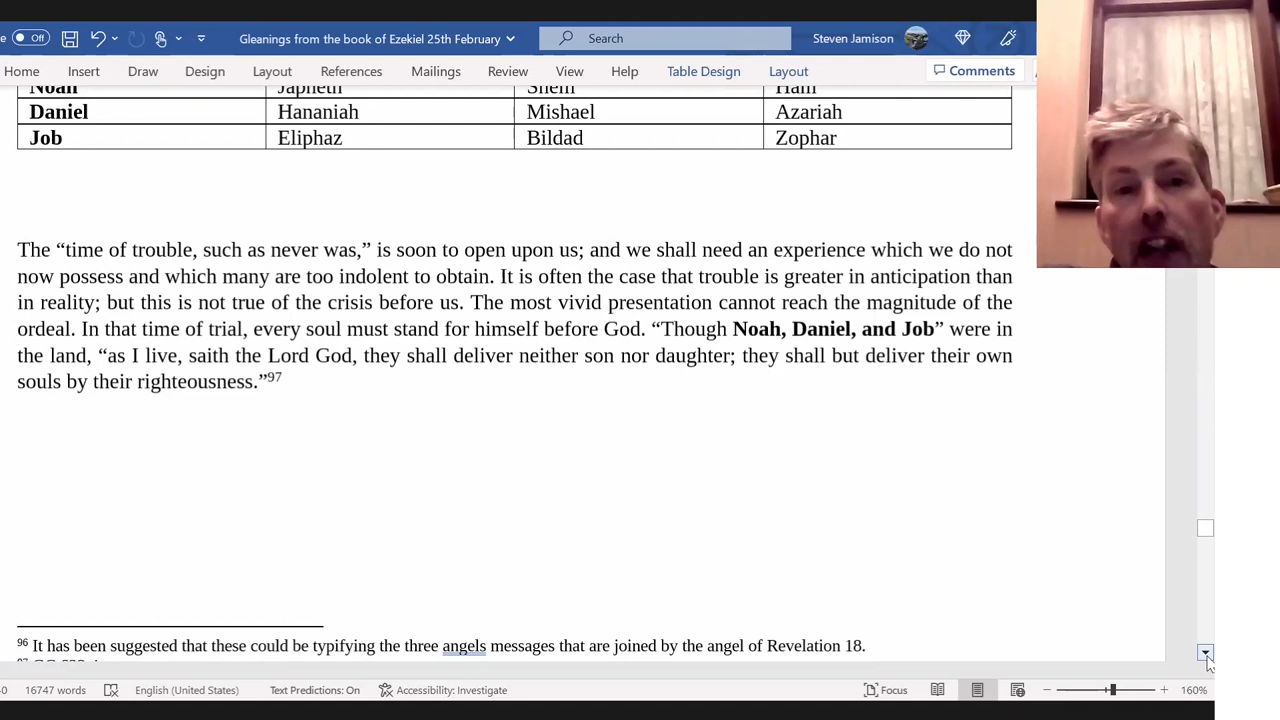 Off
Gleanings from the book of Ezekiel 25th February
Search
Steven Jamison
Home Insert Draw Design Layout References Mailings Review View Help Table Design Layout Comments
Noah Japheth Shem Ham
Daniel Hananiah Mishael Azariah
Job Eliphaz Bildad Zophar
The “time of trouble, such as never was,” is soon to open upon us; and we shall need an experience which we do not
now possess and which many are too indolent to obtain. It is often the case that trouble is greater in anticipation than
in reality; but this is not true of the crisis before us. The most vivid presentation cannot reach the magnitude of the
ordeal. In that time of trial, every soul must stand for himself before God. “Though Noah, Daniel, and Job” were in
the land, “as I live, saith the Lord God, they shall deliver neither son nor daughter; they shall but deliver their own
souls by their righteousness.”97
96 It has been suggested that these could be typifying the three angels messages that are joined by the angel of Revelation 18.
16747 words English (United States) Text Predictions: On Accessibility: Investigate Focus 160%